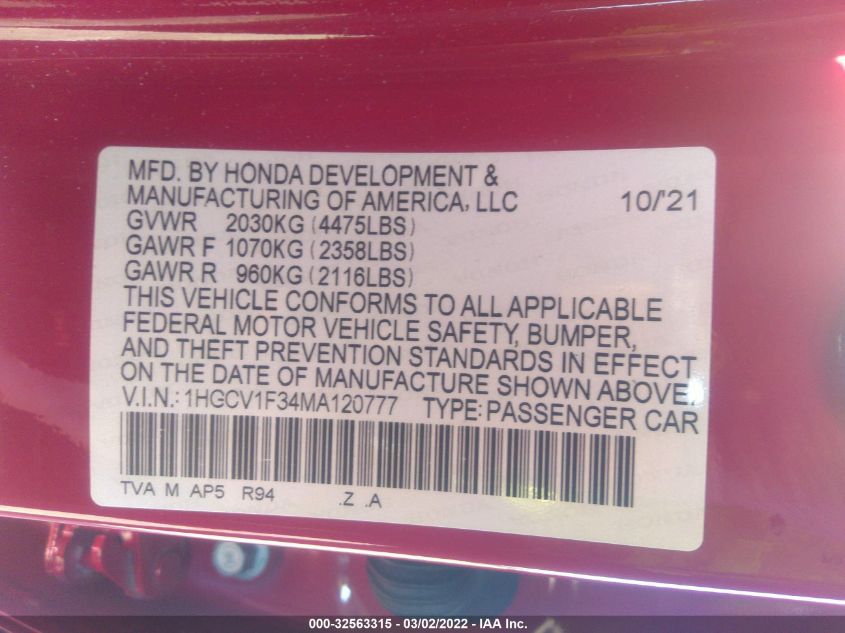 MFD. BY HONDA DEVELOPMENT &
MANUFACTURING OF AMERICA, LLC 10/'21
GVWR 2030KG (4475LBS)
GAWR F 1070KG (2358LBS)
GAWR R 960KG (2116LBS)
THIS VEHICLE CONFORMS TO ALL APPLICABLE
FEDERAL MOTOR VEHICLE SAFETY, BUMPER,
AND THEFT PREVENTION STANDARDS IN EFFECT
ON THE DATE OF MANUFACTURE SHOWN ABOVE.
V.I.N.: 1HGCV1F34MA120777 TYPE: PASSENGER CAR
TVA M AP5 R94 .Z .A
000-32563315 - 03/02/2022 - IAA Inc.